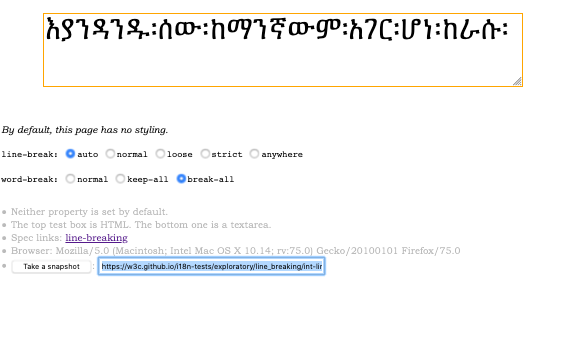 እያንዳንዱ፡ሰው፡ከማንኛውም፡አገር፡ሆነ፡ከራሱ፡
By default, this page has no styling.
line-break: auto normal loose strict anywhere
word-break: normal keep-all break-all
Neither property is set by default.
The top test box is HTML. The bottom one is a textarea.
Spec links: line-breaking
Browser: Mozilla/5.0 (Macintosh; Intel Mac OS X 10.14; rv:75.0) Gecko/20100101 Firefox/75.0
Take a snapshot : https://w3c.github.io/i18n-tests/exploratory/line_breaking/int-lir